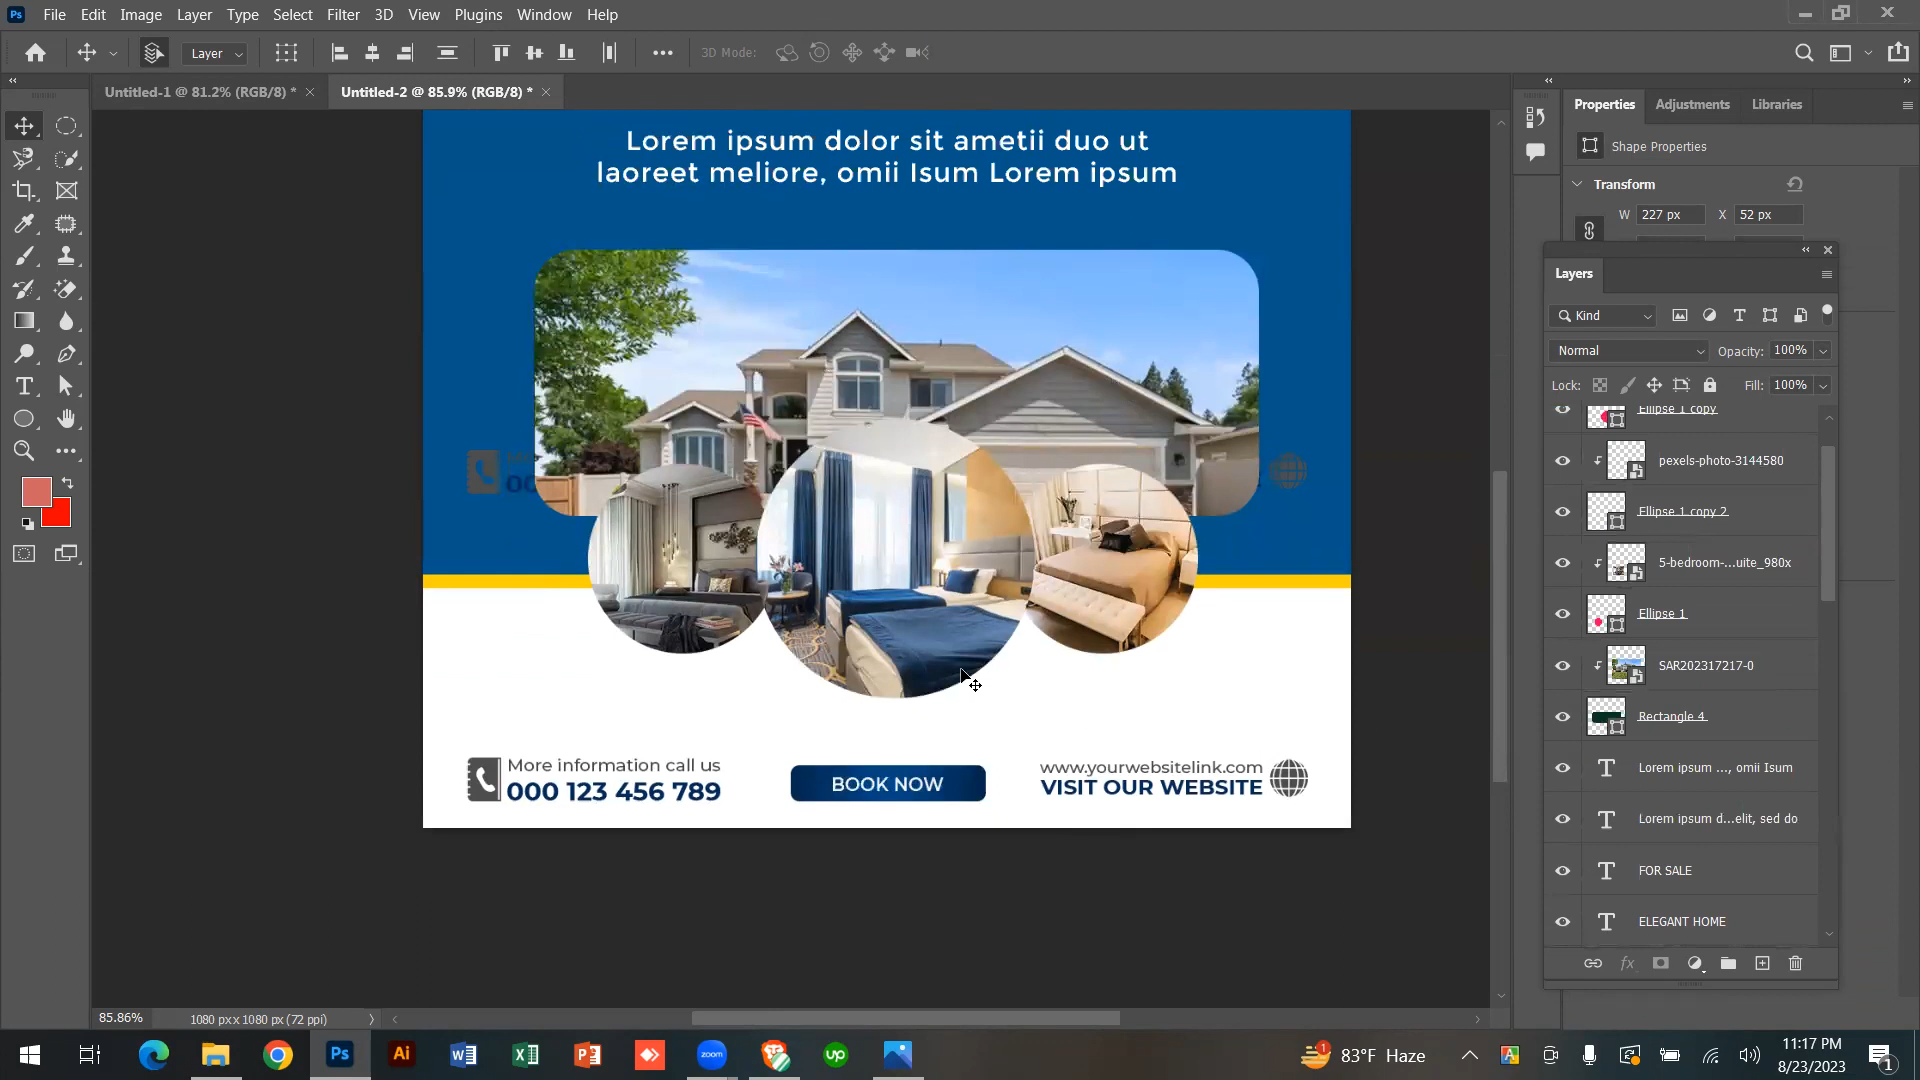 File Edit Image Layer Type Select Filter 3D View Plugins Window Help
Layer
3D Mode:
Untitled-1 @ 81.2% (RGB/8) *
Untitled-2 @ 85.9% (RGB/8) *
Lorem ipsum dolor sit ametii duo ut
laoreet meliore, omii Isum Lorem ipsum
More information call us
000 123 456 789
BOOK NOW
www.yourwebsitelink.com
VISIT OUR WEBSITE
Properties Adjustments Libraries
Shape Properties
Transform
W 227 px X 52 px
Layers
Kind
Normal Opacity: 100%
Lock: Fill: 100%
Ellipse 1 copy
pexels-photo-3144580
Ellipse 1 copy 2
5-bedroom-...uite_980x
Ellipse 1
SAR202317217-0
Rectangle 4
Lorem ipsum ..., omii Isum
Lorem ipsum d...elit, sed do
FOR SALE
ELEGANT HOME
85.86% 1080 px x 1080 px (72 ppi)
83°F Haze
11:17 PM
8/23/2023